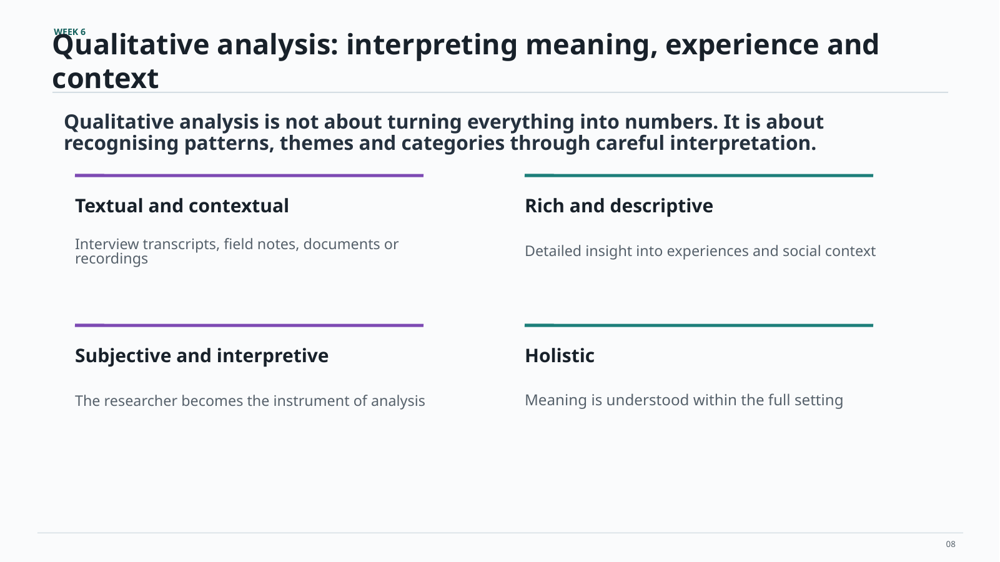 WEEK 6
Qualitative analysis: interpreting meaning, experience and
context
Qualitative analysis is not about turning everything into numbers. It is about
recognising patterns, themes and categories through careful interpretation.
Textual and contextual
Interview transcripts, field notes, documents or
recordings
Rich and descriptive
Detailed insight into experiences and social context
Subjective and interpretive
The researcher becomes the instrument of analysis
Holistic
Meaning is understood within the full setting
08